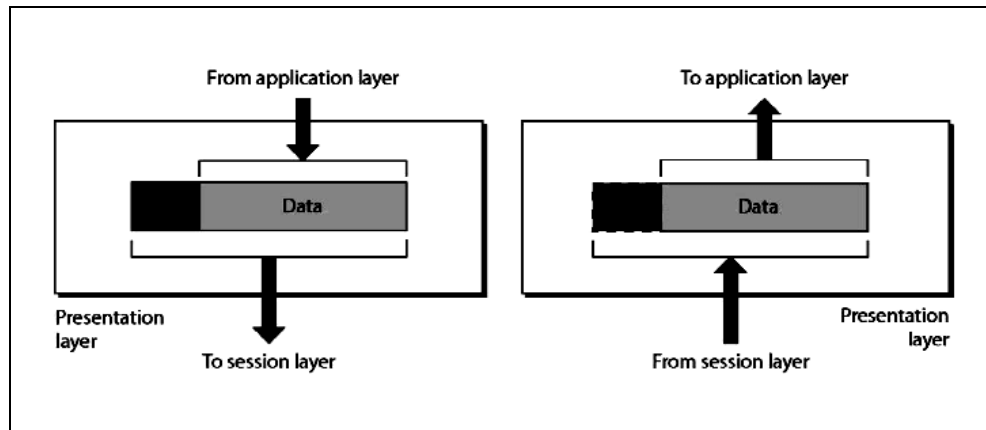 From application layer
To application layer
Data
Data
Presentation
layer
Presentation
layer
To session layer
From session layer